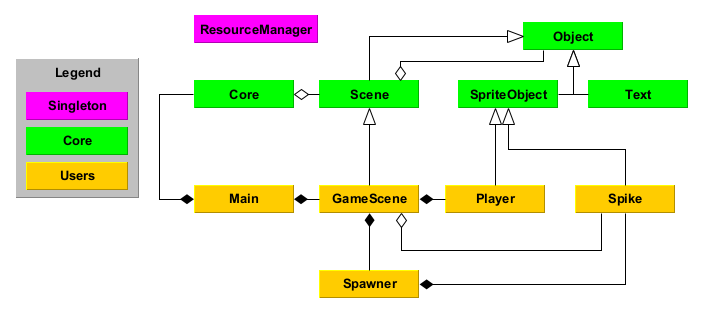 ResourceManager
Object
Legend
Singleton
Core
Users
Core
Scene
SpriteObject
Text
Main
GameScene
Player
Spike
Spawner